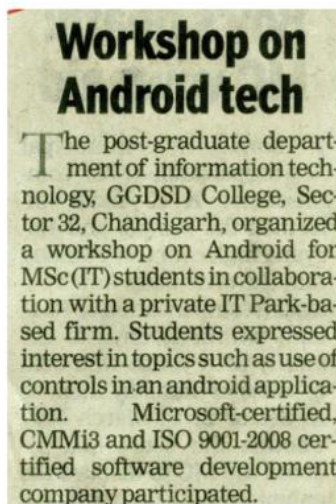 Workshop on
Android tech
The post-graduate depart-
ment of information tech-
nology, GGDSD College, Sec-
tor 32, Chandigarh, organized
a workshop on Android for
MSc (IT) students in collabora-
tion with a private IT Park-ba-
sed firm. Students expressed
interest in topics such as use of
controls in an android applica-
tion. Microsoft-certified,
CMMi3 and ISO 9001-2008 cer-
tified software development
company participated.